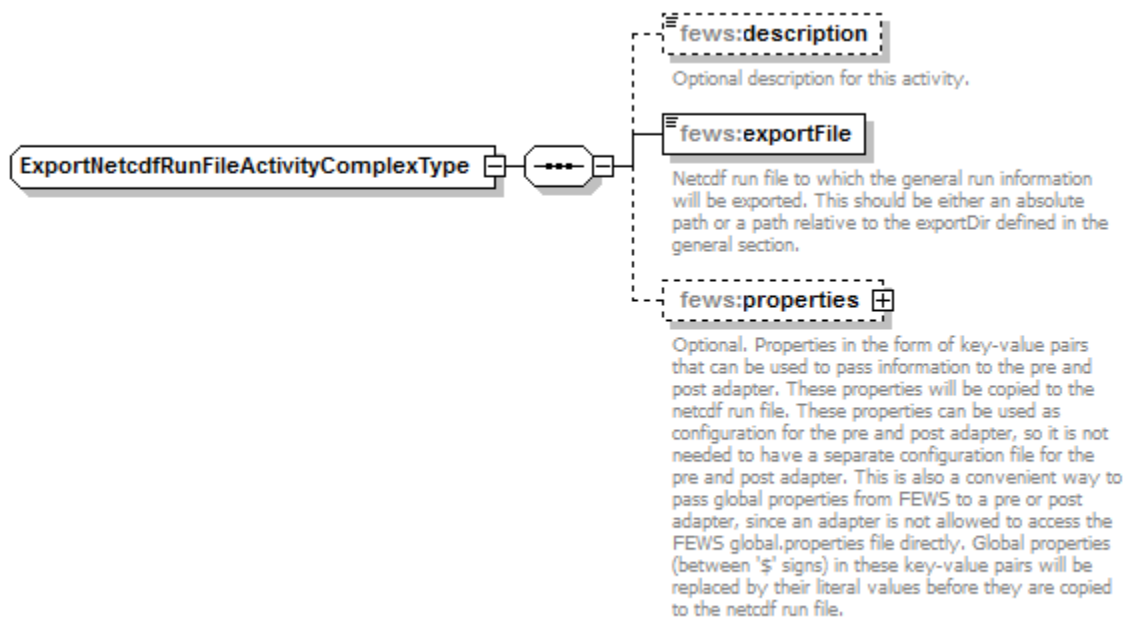 fews:description
Optional description for this activity.
fews:exportFile
ExportNetcdfRunFileActivityComplexType
Netcdf run file to which the general run information
will be exported. This should be either an absolute
path or a path relative to the exportDir defined in the
general section.
fews:properties
Optional. Properties in the form of key-value pairs
that can be used to pass information to the pre and
post adapter. These properties will be copied to the
netcdf run file. These properties can be used as
configuration for the pre and post adapter, so it is not
needed to have a separate configuration file for the
pre and post adapter. This is also a convenient way to
pass global properties from FEWS to a pre or post
adapter, since an adapter is not allowed to access the
FEWS global.properties file directly. Global properties
(between '$' signs) in these key-value pairs will be
replaced by their literal values before they are copied
to the netcdf run file.